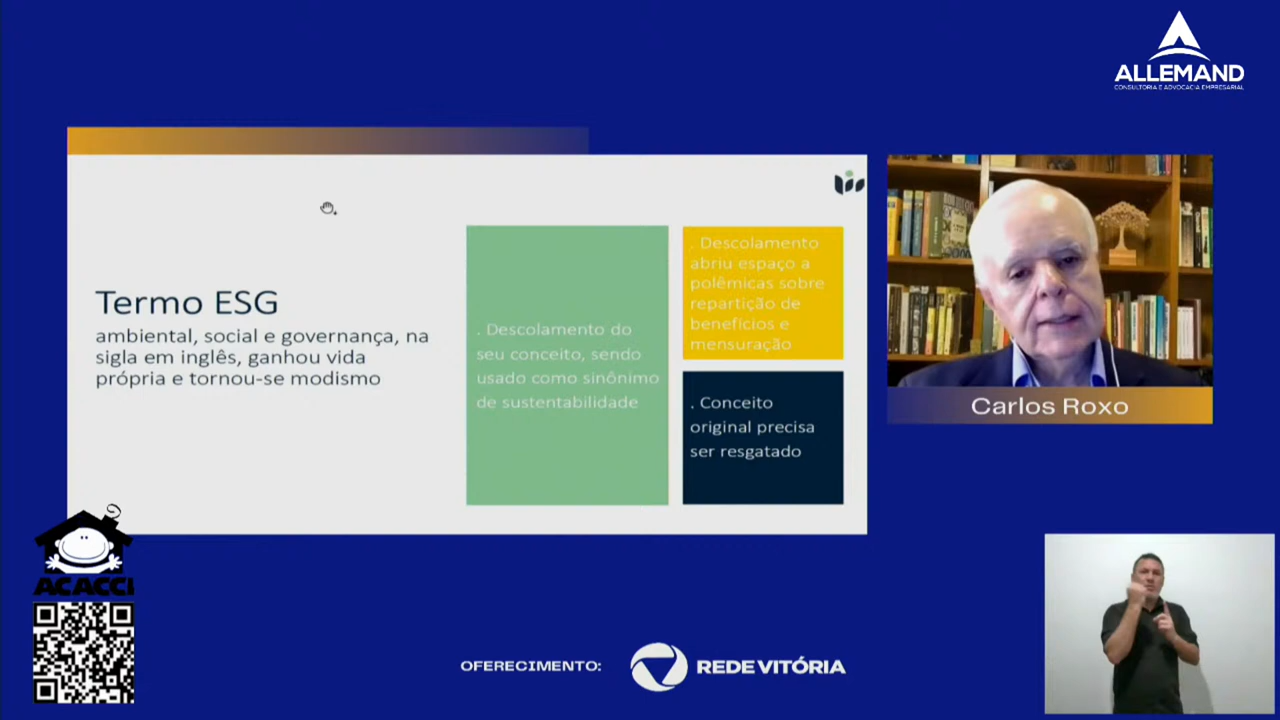 ALLEMAND
CONSULTORIA E ADVOCACIA EMPRESARIAL
Termo ESG
ambiental, social e governança, na
sigla em inglês, ganhou vida
própria e tornou-se modismo
. Descolamento do
seu conceito, sendo
usado como sinônimo
de sustentabilidade
. Descolamento
abriu espaço a
polêmicas sobre
repartição de
benefícios e
mensuração
. Conceito
original precisa
ser resgatado
Carlos Roxo
ACACCI
OFERECIMENTO:
REDE VITÓRIA